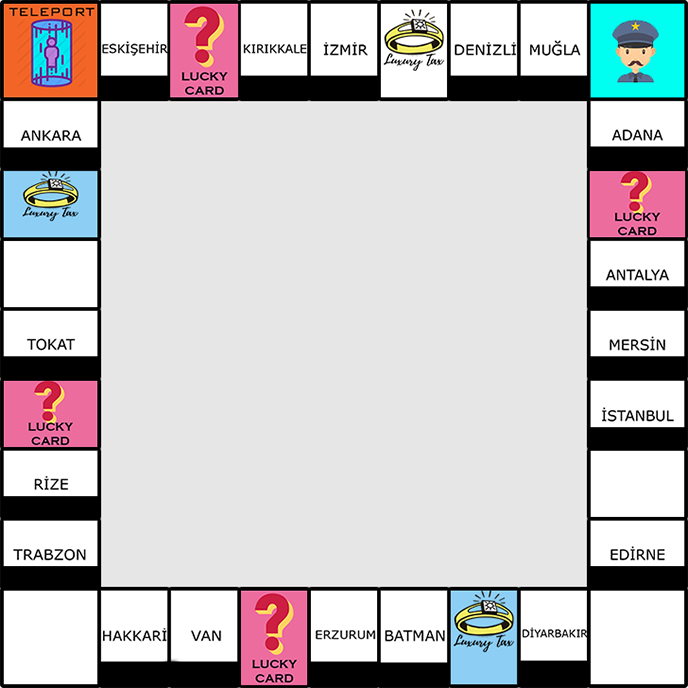 TELEPORT
ESKİŞEHİR
LUCKY
CARD
KIRIKKALE
İZMİR
Luxury Tax
DENİZLİ
MUĞLA
ANKARA
ADANA
Luxury Tax
LUCKY
CARD
ANTALYA
TOKAT
MERSİN
LUCKY
CARD
İSTANBUL
RİZE
TRABZON
EDİRNE
HAKKARİ
VAN
LUCKY
CARD
ERZURUM
BATMAN
Luxury Tax
DİYARBAKIR